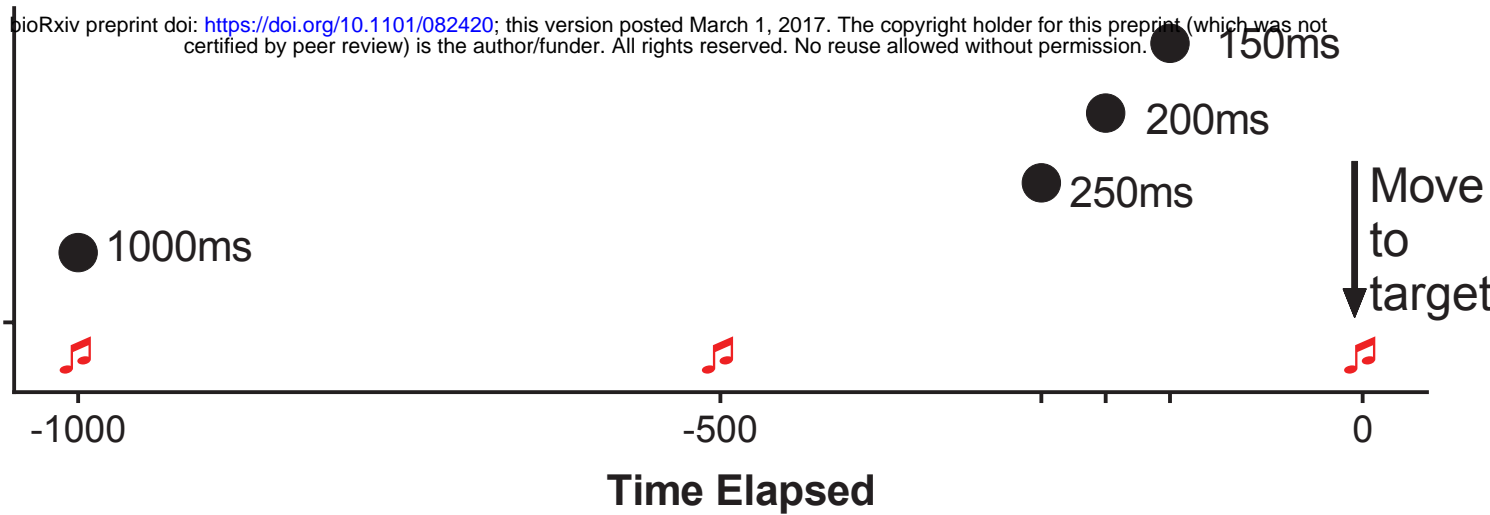 bioRxiv preprint doi: https://doi.org/10.1101/082420; this version posted March 1, 2017. The copyright holder for this preprint (which was not
certified by peer review) is the author/funder. All rights reserved. No reuse allowed without permission.
150ms
200ms
250ms
1000ms
Move
to
target
-1000
-500
0
Time Elapsed